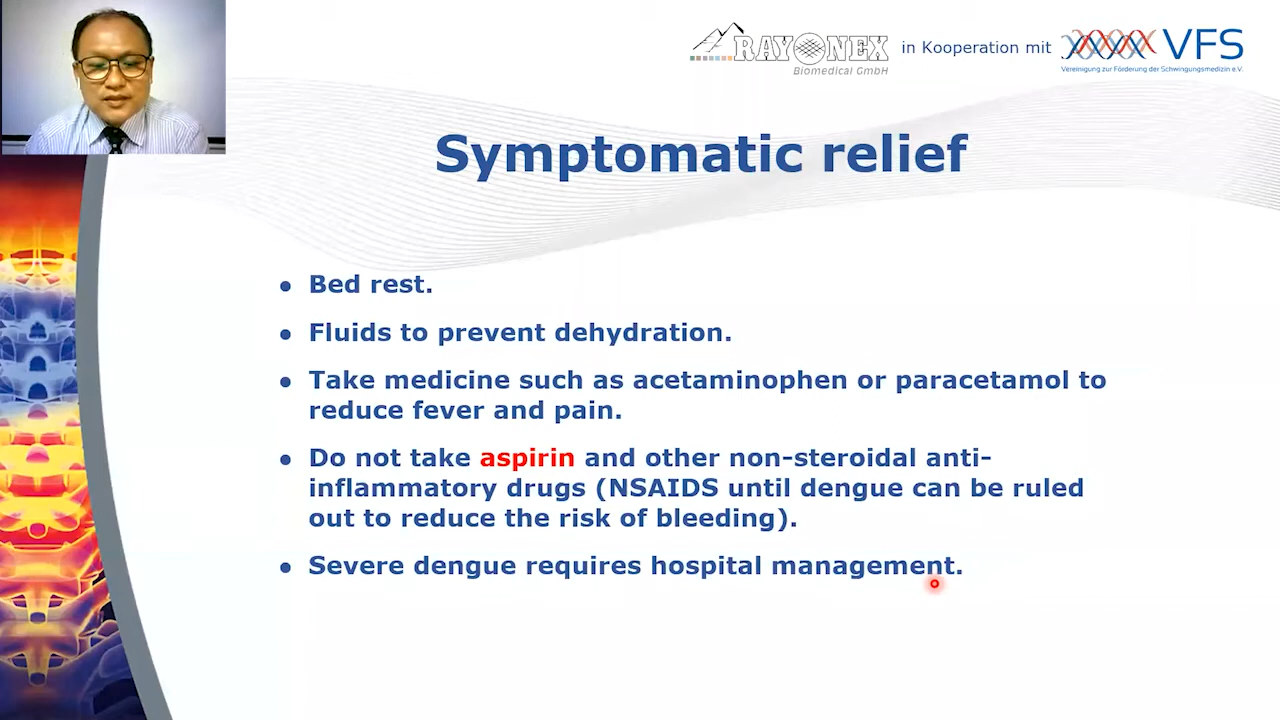 RAYONEX
Biomedical GmbH
in Kooperation mit
VFS
Vereinigung zur Förderung der Schwingungsmedizin e.V.
Symptomatic relief
● Bed rest.
● Fluids to prevent dehydration.
● Take medicine such as acetaminophen or paracetamol to
reduce fever and pain.
● Do not take aspirin and other non-steroidal anti-
inflammatory drugs (NSAIDS until dengue can be ruled
out to reduce the risk of bleeding).
● Severe dengue requires hospital management.